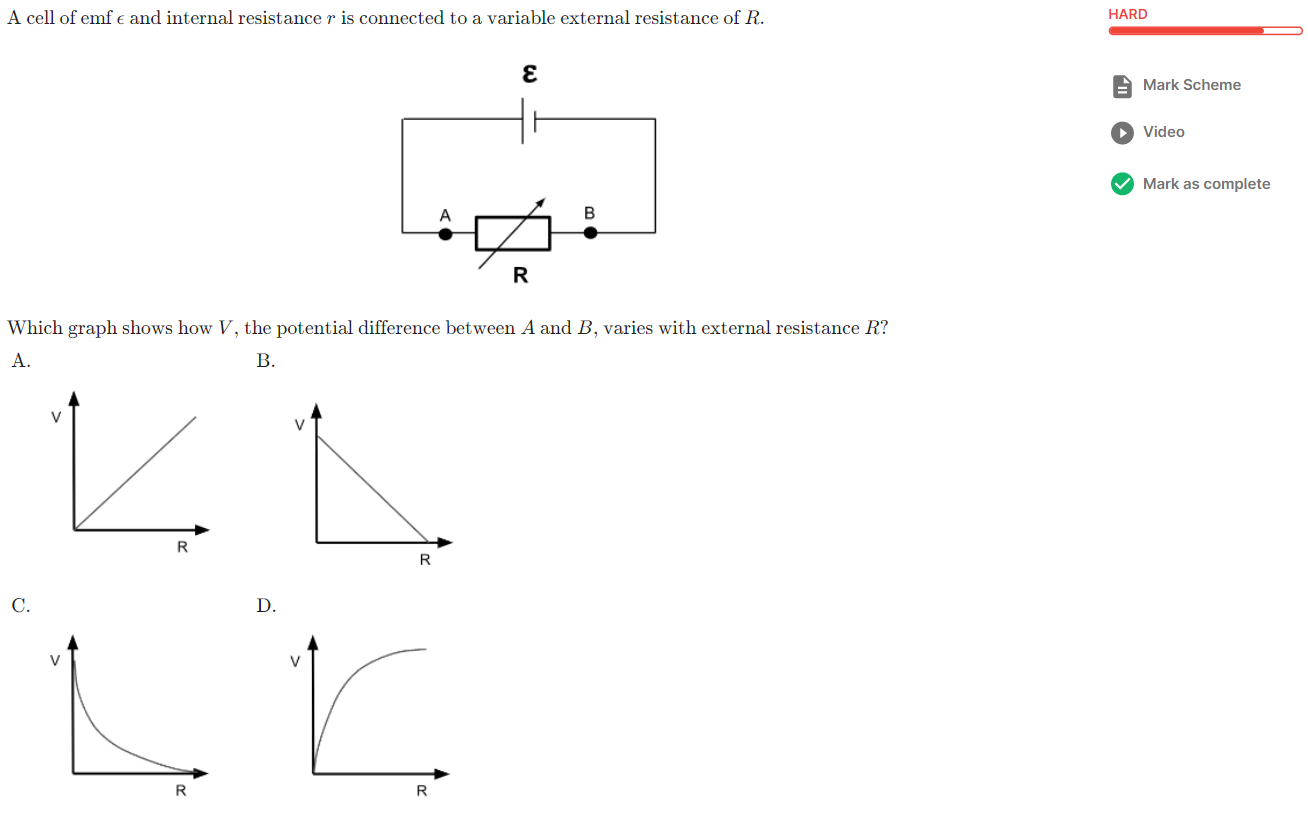 A cell of emf ϵ and internal resistance r is connected to a variable external resistance of R.
HARD
Mark Scheme
Video
Mark as complete
ε
A
B
R
Which graph shows how V, the potential difference between A and B, varies with external resistance R?
A.
B.
V
V
R
R
C.
D.
V
V
R
R